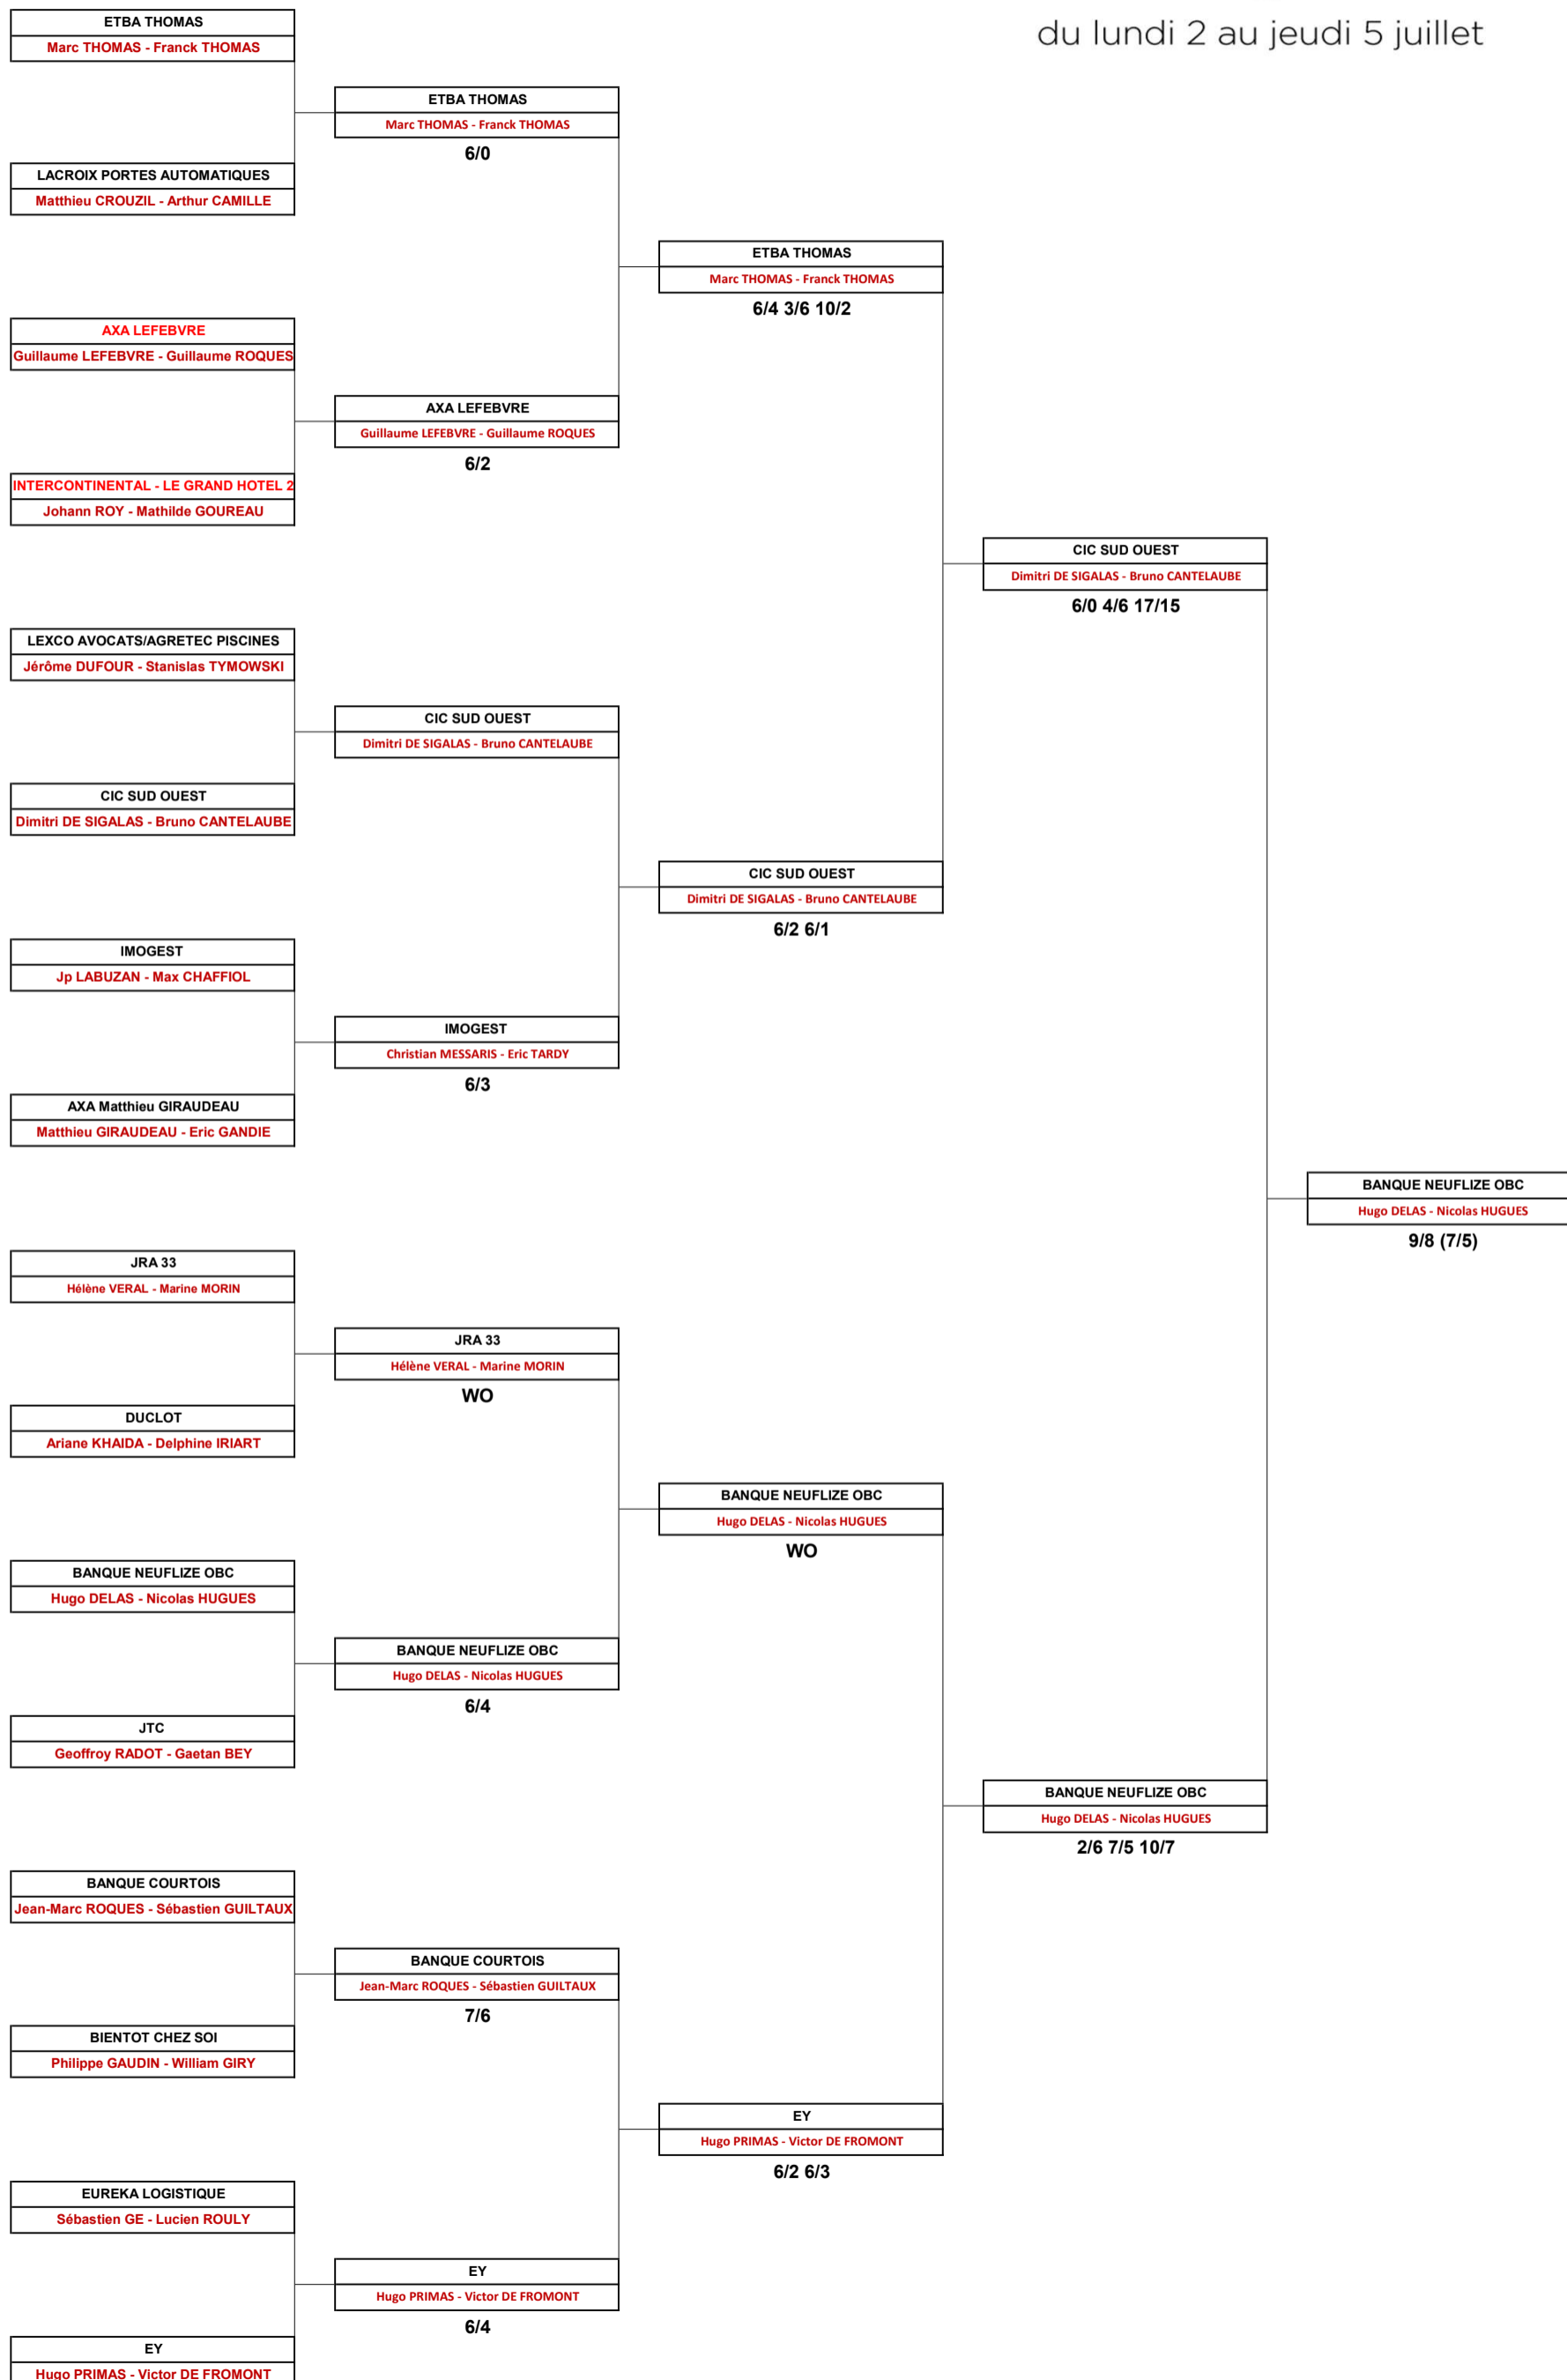 du lundi 2 au jeudi 5 juillet
ETBA THOMAS
Marc THOMAS - Franck THOMAS
LACROIX PORTES AUTOMATIQUES
Matthieu CROUZIL - Arthur CAMILLE
AXA LEFEBVRE
Guillaume LEFEBVRE - Guillaume ROQUES
INTERCONTINENTAL - LE GRAND HOTEL 2
Johann ROY - Mathilde GOUREAU
LEXCO AVOCATS/AGRETEC PISCINES
Jérôme DUFOUR - Stanislas TYMOWSKI
CIC SUD OUEST
Dimitri DE SIGALAS - Bruno CANTELAUBE
IMOGEST
Jp LABUZAN - Max CHAFFIOL
AXA Matthieu GIRAUDEAU
Matthieu GIRAUDEAU - Eric GANDIE
JRA 33
Hélène VERAL - Marine MORIN
DUCLOT
Ariane KHAIDA - Delphine IRIART
BANQUE NEUFLIZE OBC
Hugo DELAS - Nicolas HUGUES
JTC
Geoffroy RADOT - Gaetan BEY
BANQUE COURTOIS
Jean-Marc ROQUES - Sébastien GUILTAUX
BIENTOT CHEZ SOI
Philippe GAUDIN - William GIRY
EUREKA LOGISTIQUE
Sébastien GE - Lucien ROULY
EY
Hugo PRIMAS - Victor DE FROMONT
ETBA THOMAS
Marc THOMAS - Franck THOMAS
6/0
AXA LEFEBVRE
Guillaume LEFEBVRE - Guillaume ROQUES
6/2
CIC SUD OUEST
Dimitri DE SIGALAS - Bruno CANTELAUBE
IMOGEST
Christian MESSARIS - Eric TARDY
6/3
JRA 33
Hélène VERAL - Marine MORIN
WO
BANQUE NEUFLIZE OBC
Hugo DELAS - Nicolas HUGUES
6/4
BANQUE COURTOIS
Jean-Marc ROQUES - Sébastien GUILTAUX
7/6
EY
Hugo PRIMAS - Victor DE FROMONT
6/4
ETBA THOMAS
Marc THOMAS - Franck THOMAS
6/4 3/6 10/2
CIC SUD OUEST
Dimitri DE SIGALAS - Bruno CANTELAUBE
6/2 6/1
BANQUE NEUFLIZE OBC
Hugo DELAS - Nicolas HUGUES
WO
EY
Hugo PRIMAS - Victor DE FROMONT
6/2 6/3
CIC SUD OUEST
Dimitri DE SIGALAS - Bruno CANTELAUBE
6/0 4/6 17/15
BANQUE NEUFLIZE OBC
Hugo DELAS - Nicolas HUGUES
2/6 7/5 10/7
BANQUE NEUFLIZE OBC
Hugo DELAS - Nicolas HUGUES
9/8 (7/5)